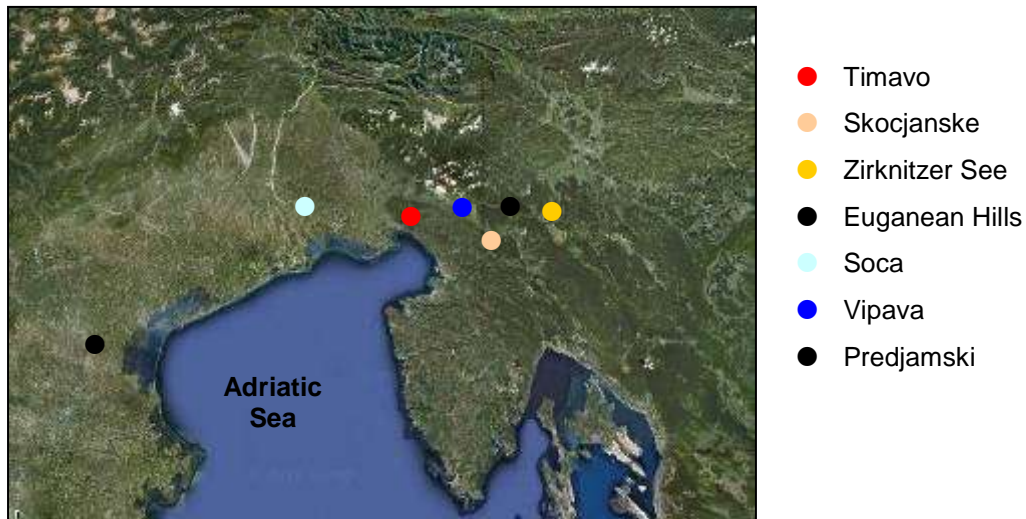 Timavo
Skocjanske
Zirknitzer See
Euganean Hills
Soca
Vipava
Predjamski
Adriatic
Sea